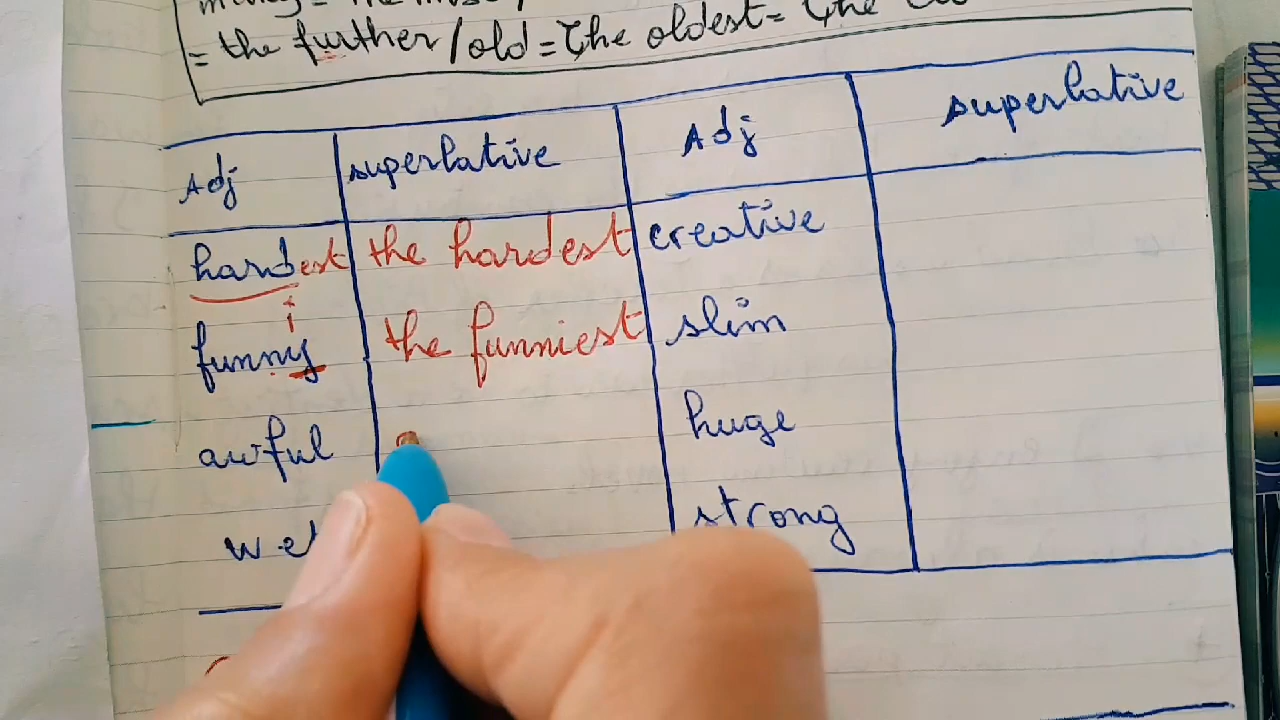 = the further / old = The oldest = The
Adj superlative Adj superlative
hardest the hardest creative
i
funny the funniest slim
awful huge
wet strong